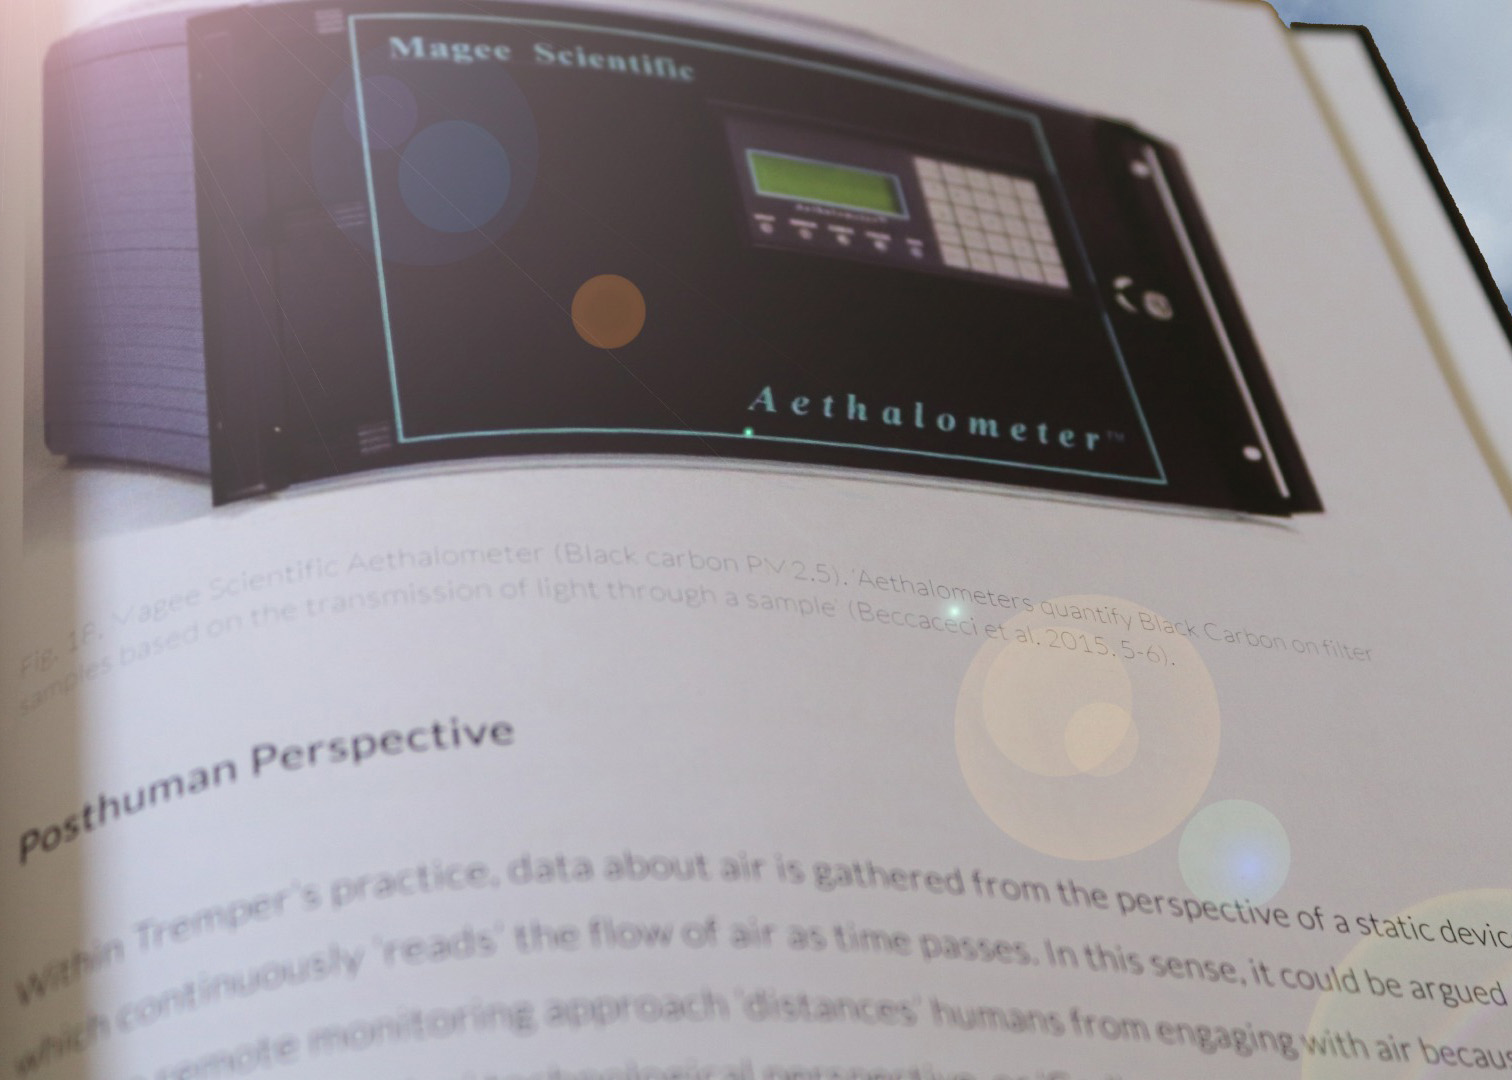 Magee Scientific
Aethalometer™
Fig. 18. Magee Scientific Aethalometer (Black carbon PV 2.5). 'Aethalometers quantify Black Carbon on filter
samples based on the transmission of light through a sample' (Beccaceci et al. 2015. 5-6).
Posthuman Perspective
Within Tremper's practice, data about air is gathered from the perspective of a static devic
which continuously 'reads' the flow of air as time passes. In this sense, it could be argued
remote monitoring approach 'distances' humans from engaging with air becaus
technological perspective